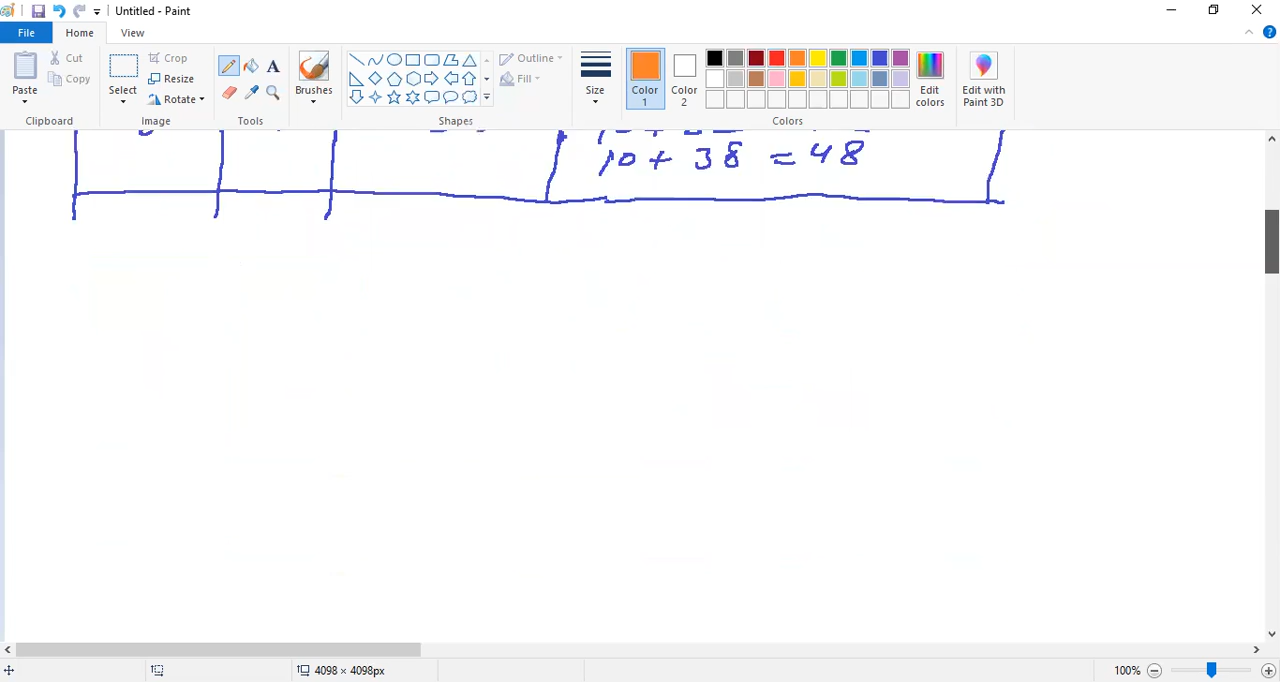 Untitled - Paint
File Home View
Paste
Cut
Copy
Clipboard
Select
Crop
Resize
Rotate
Image
Tools
Brushes
Outline
Fill
Shapes
Size
Color 1
Color 2
Edit colors
Edit with Paint 3D
Colors
10 + 38 = 48
4098 × 4098px
100%